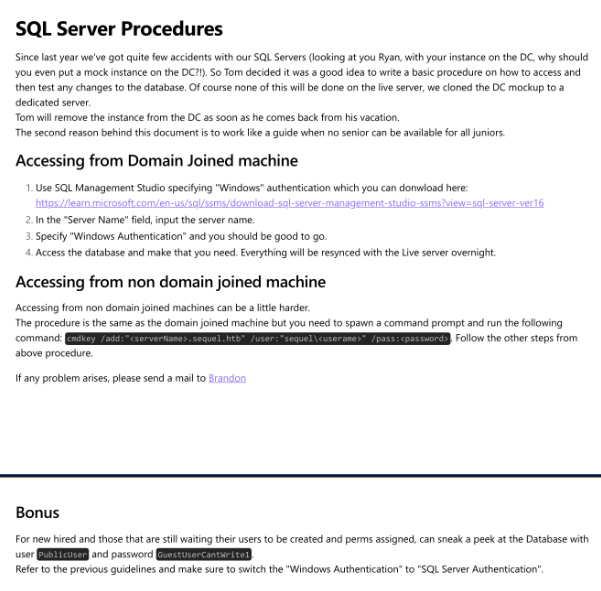 SQL Server Procedures
Since last year we've got quite few accidents with our SQL Servers (looking at you Ryan, with your instance on the DC, why should
you even put a mock instance on the DC?!). So Tom decided it was a good idea to write a basic procedure on how to access and
then test any changes to the database. Of course none of this will be done on the live server, we cloned the DC mockup to a
dedicated server.
Tom will remove the instance from the DC as soon as he comes back from his vacation.
The second reason behind this document is to work like a guide when no senior can be available for all juniors.
Accessing from Domain Joined machine
1. Use SQL Management Studio specifying "Windows" authentication which you can donwload here:
https://learn.microsoft.com/en-us/sql/ssms/download-sql-server-management-studio-ssms?view=sql-server-ver16
2. In the "Server Name" field, input the server name.
3. Specify "Windows Authentication" and you should be good to go.
4. Access the database and make that you need. Everything will be resynced with the Live server overnight.
Accessing from non domain joined machine
Accessing from non domain joined machines can be a little harder.
The procedure is the same as the domain joined machine but you need to spawn a command prompt and run the following
command: cmdkey /add:"<serverName>.sequel.htb" /user:"sequel\<userame>" /pass:<password>. Follow the other steps from
above procedure.
If any problem arises, please send a mail to Brandon
Bonus
For new hired and those that are still waiting their users to be created and perms assigned, can sneak a peek at the Database with
user PublicUser and password GuestUserCantWrite1.
Refer to the previous guidelines and make sure to switch the "Windows Authentication" to "SQL Server Authentication".